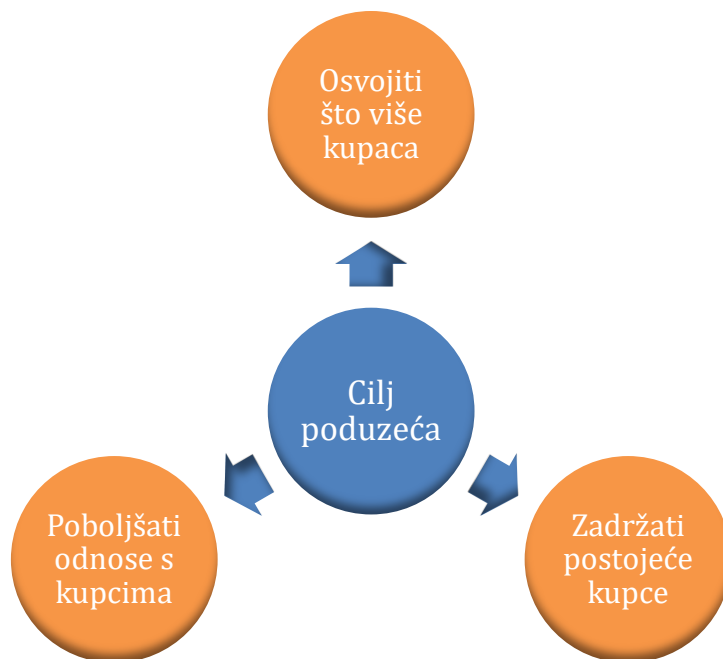 Osvojiti
što više
kupaca
Cilj
poduzeća
Poboljšati
odnose s
kupcima
Zadržati
postojeće
kupce